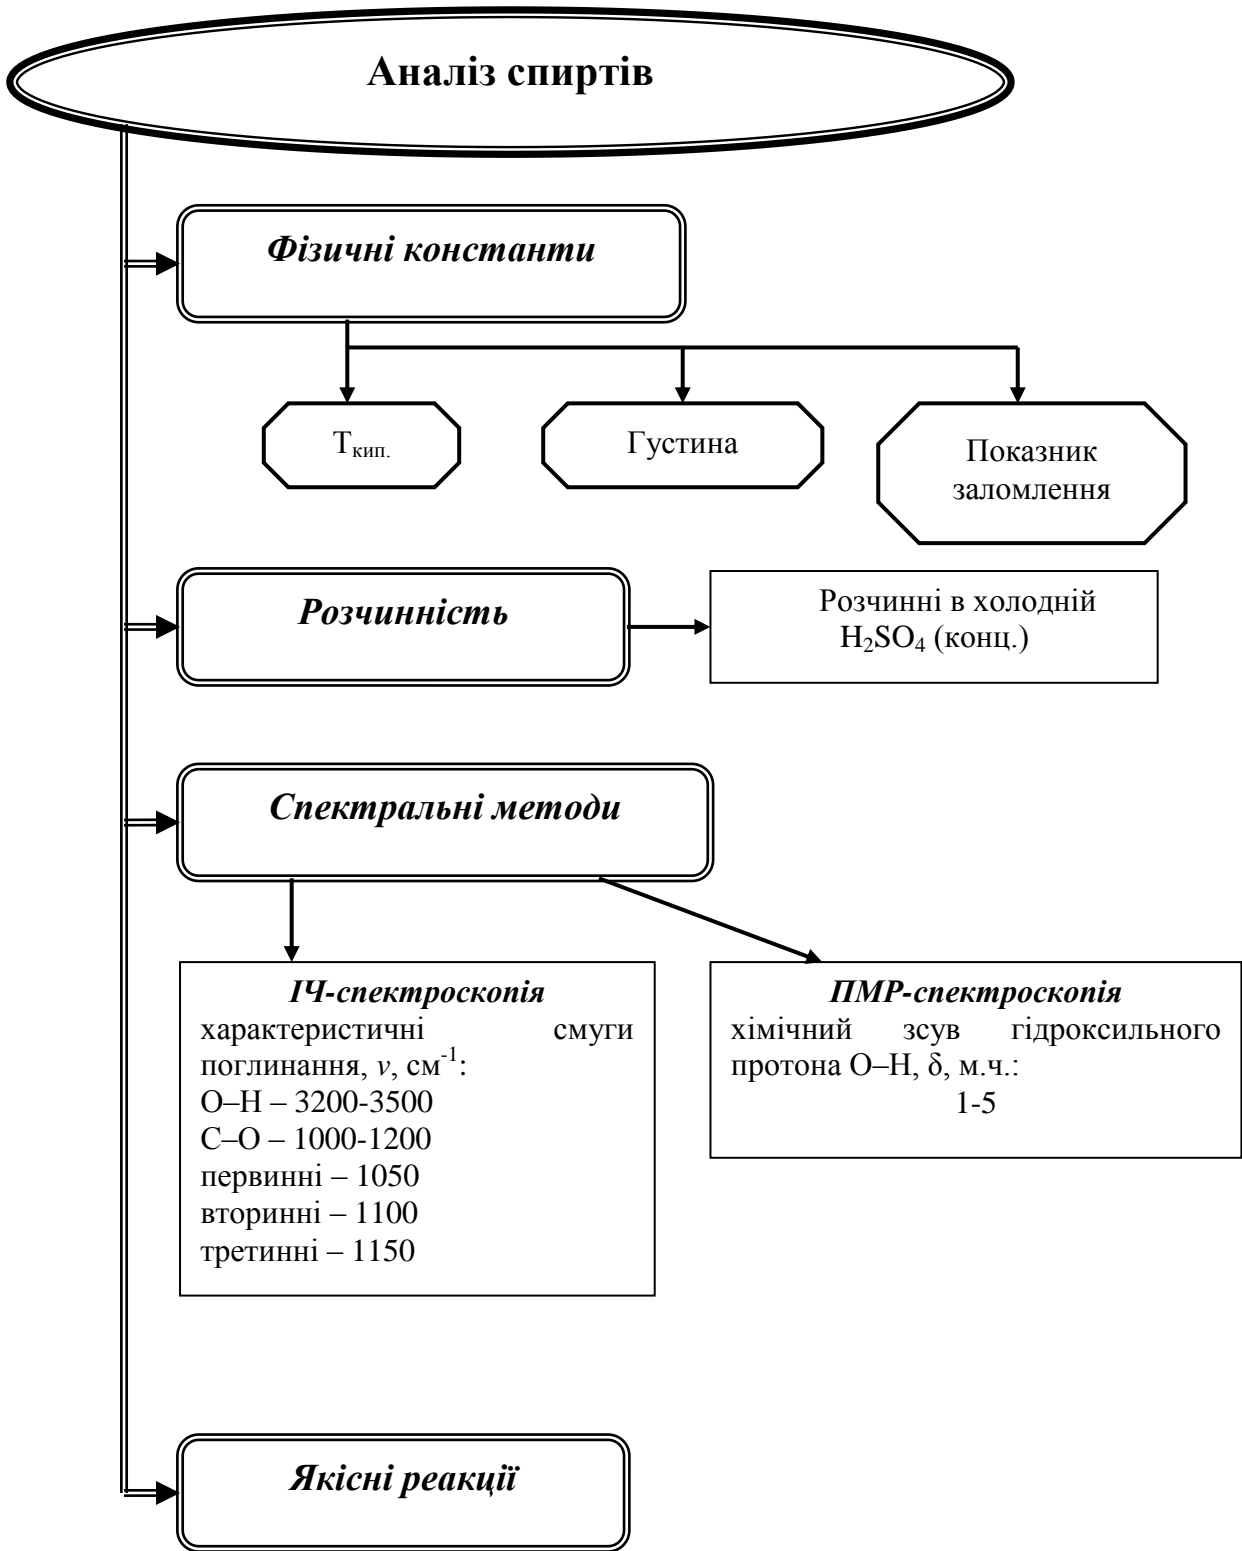 Аналіз спиртів
Фізичні константи
Ткип.
Густина
Показник
заломлення
Розчинність
Розчинні в холодній
H2SO4 (конц.)
Спектральні методи
ІЧ-спектроскопія
характеристичні смуги
поглинання, ν, см-1:
О–Н – 3200-3500
С–О – 1000-1200
первинні – 1050
вторинні – 1100
третинні – 1150
ПМР-спектроскопія
хімічний зсув гідроксильного
протона О–Н, δ, м.ч.:
1-5
Якісні реакції